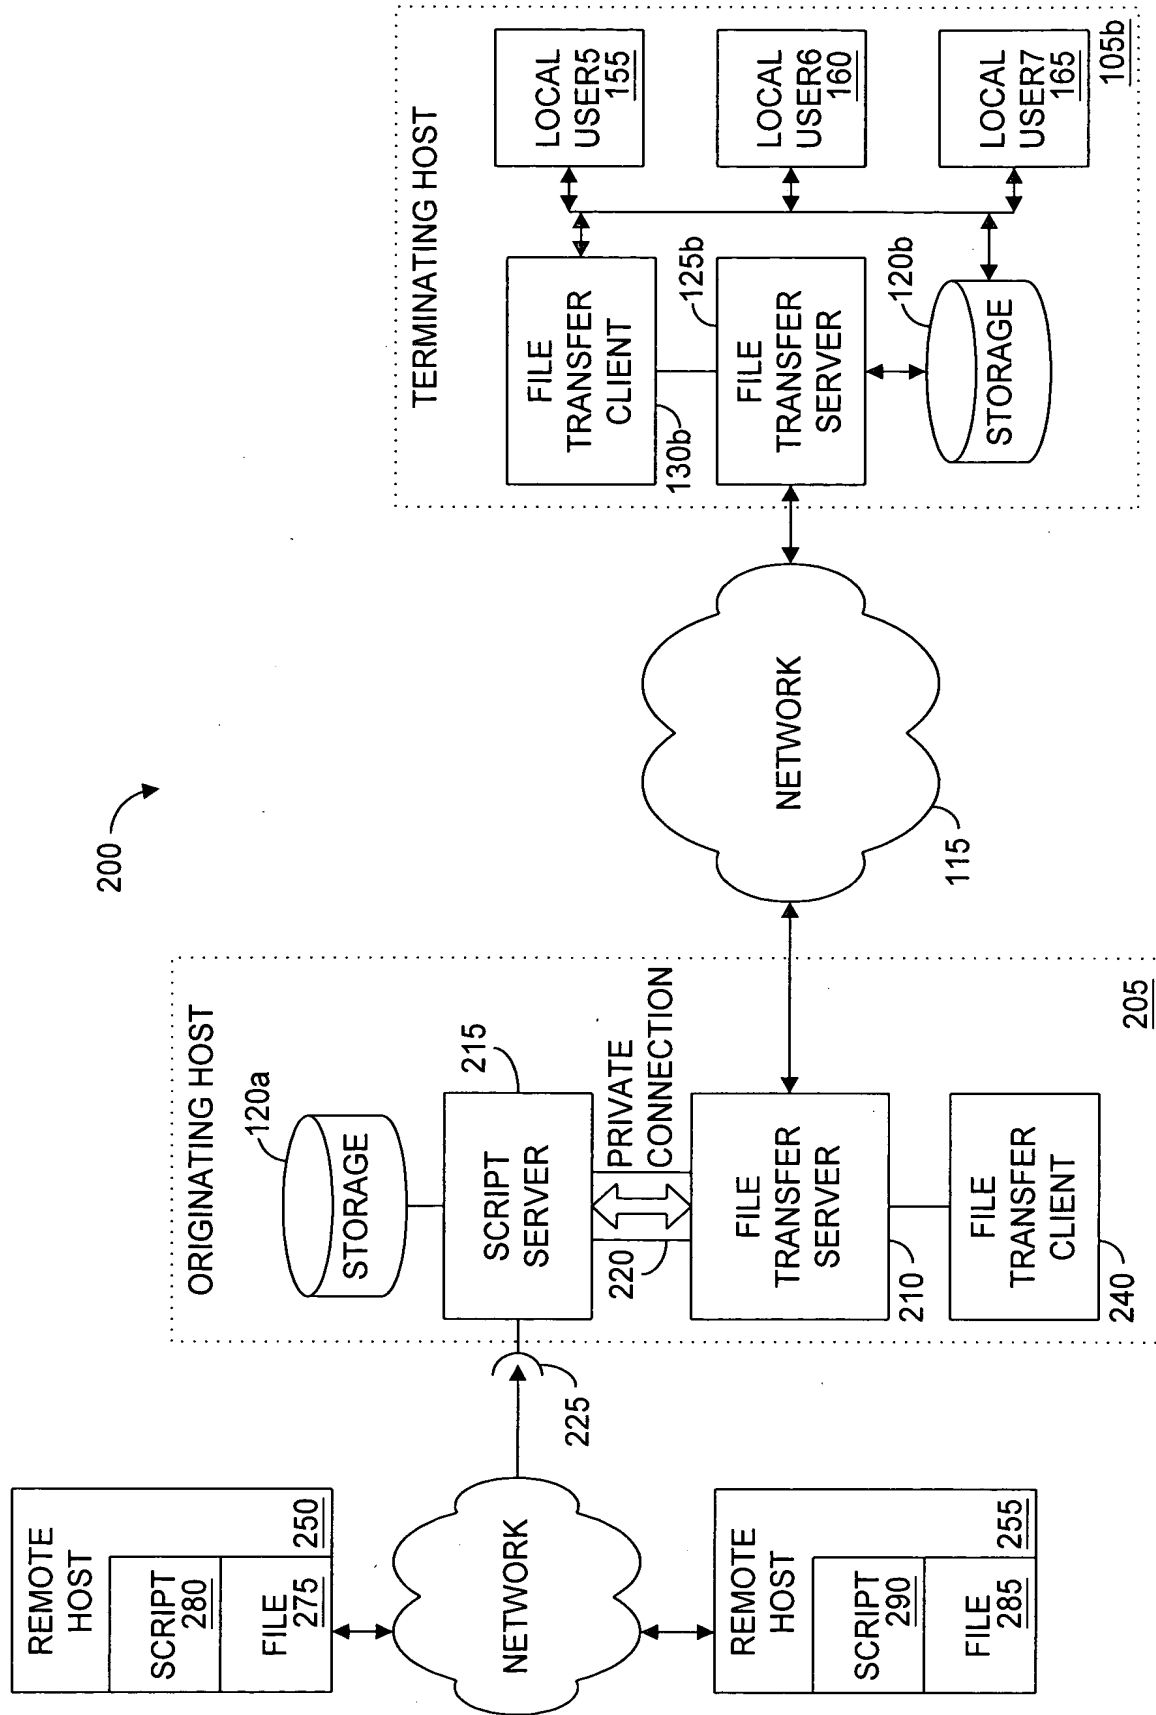 200
REMOTE
HOST
250
SCRIPT
280
FILE
275
NETWORK
REMOTE
HOST
255
SCRIPT
290
FILE
285
225
ORIGINATING HOST
205
120a
STORAGE
SCRIPT
SERVER
215
220
PRIVATE
CONNECTION
FILE
TRANSFER
SERVER
210
FILE
TRANSFER
CLIENT
240
NETWORK
115
TERMINATING HOST
105b
FILE
TRANSFER
CLIENT
130b
FILE
TRANSFER
SERVER
125b
STORAGE
120b
LOCAL
USER5
155
LOCAL
USER6
160
LOCAL
USER7
165